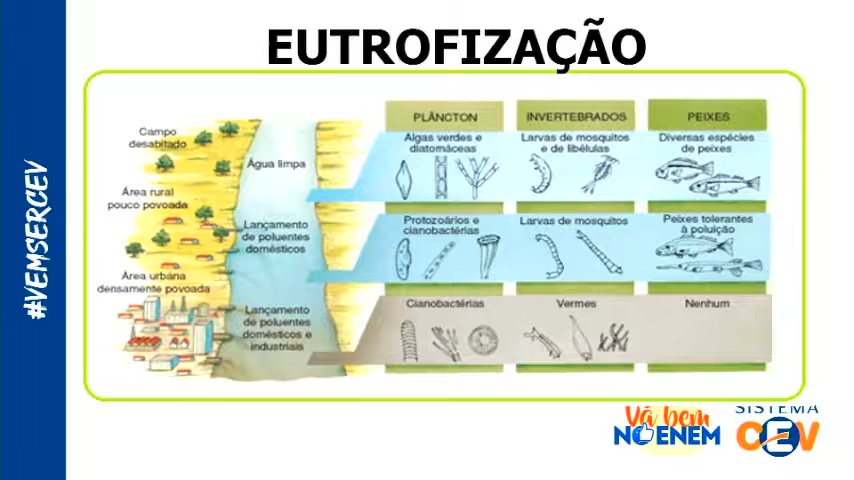 EUTROFIZAÇÃO
#VEMSERCEV
Campo
desabitado
Água limpa
Área rural
pouco povoada
Lançamento
de poluentes
domésticos
Área urbana
densamente povoada
Lançamento
de poluentes
domésticos e
industriais
PLÂNCTON
INVERTEBRADOS
PEIXES
Algas verdes e
diatomáceas
Larvas de mosquitos
e de libélulas
Diversas espécies
de peixes
Protozoários e
cianobactérias
Larvas de mosquitos
Peixes tolerantes
à poluição
Cianobactérias
Vermes
Nenhum
Vá bem
NO ENEM
SISTEMA
CEV